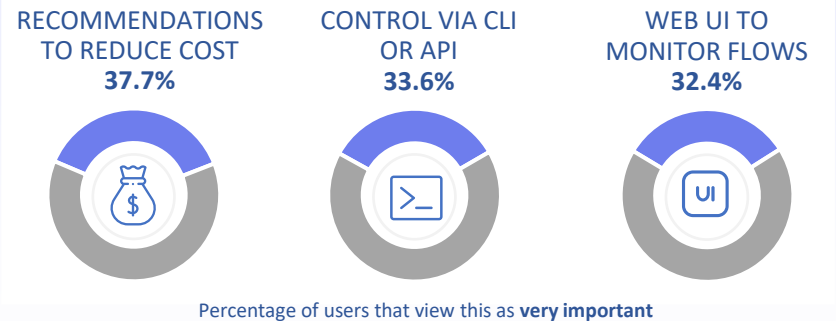 RECOMMENDATIONS
TO REDUCE COST
37.7%
CONTROL VIA CLI
OR API
33.6%
WEB UI TO
MONITOR FLOWS
32.4%
$
>_
UI
Percentage of users that view this as very important